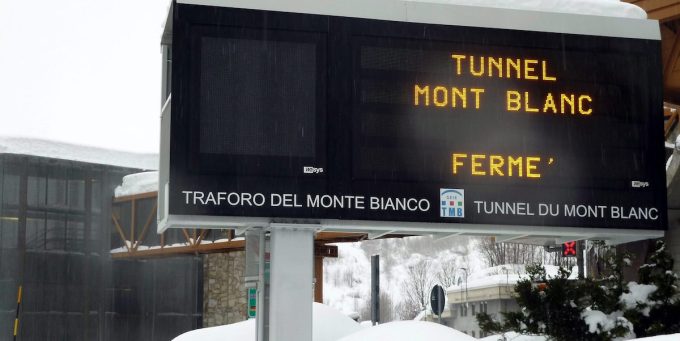 TUNNEL
MONT BLANC
FERME'
TRAFORO DEL MONTE BIANCO
TMB
TUNNEL DU MONT BLANC